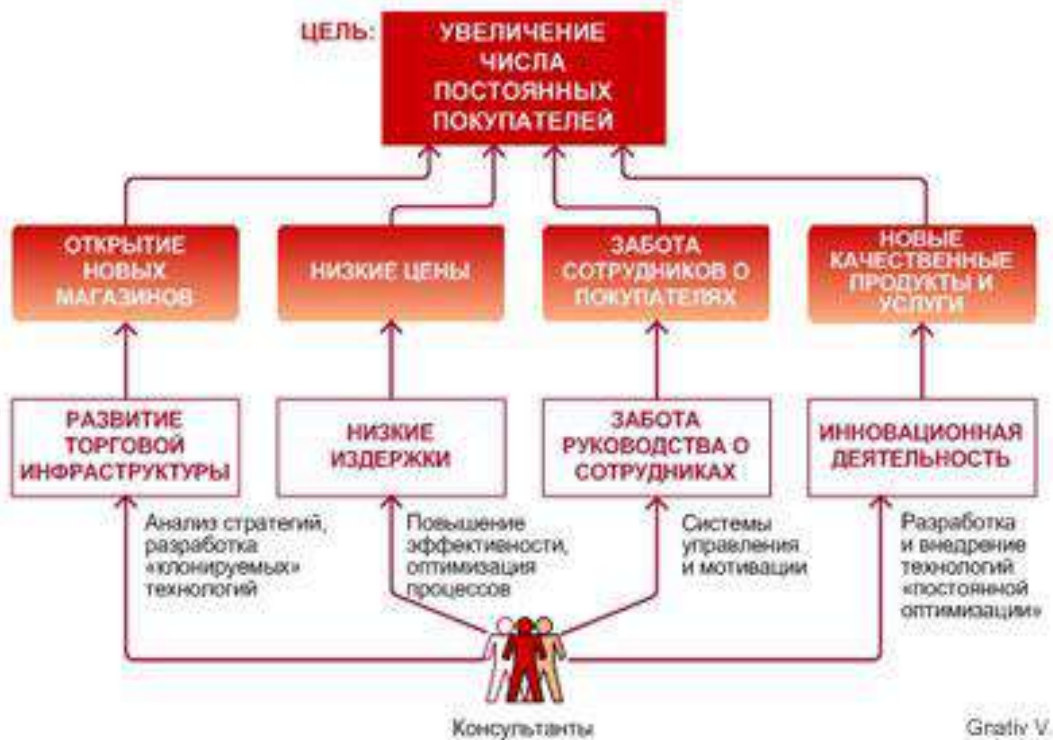 ЦЕЛЬ:
УВЕЛИЧЕНИЕ
ЧИСЛА
ПОСТОЯННЫХ
ПОКУПАТЕЛЕЙ
ОТКРЫТИЕ
НОВЫХ
МАГАЗИНОВ
НИЗКИЕ ЦЕНЫ
ЗАБОТА
СОТРУДНИКОВ О
ПОКУПАТЕЛЯХ
НОВЫЕ
КАЧЕСТВЕННЫЕ
ПРОДУКТЫ И
УСЛУГИ
РАЗВИТИЕ
ТОРГОВОЙ
ИНФРАСТРУКТУРЫ
НИЗКИЕ
ИЗДЕРЖКИ
ЗАБОТА
РУКОВОДСТВА О
СОТРУДНИКАХ
ИННОВАЦИОННАЯ
ДЕЯТЕЛЬНОСТЬ
Анализ стратегий,
разработка
«клонируемых»
технологий
Повышение
эффективности,
оптимизация
процессов
Системы
управления
и мотивации
Разработка
и внедрение
технологий
«постоянной
оптимизации»
Консультанты
Gnativ V.